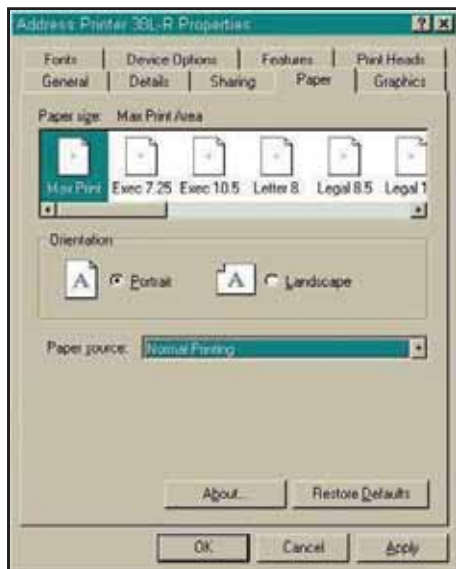 Address Printer 38L-R Properties
Fonts Device Options Features Print Heads
General Details Sharing Paper Graphics
Paper size: Max Print Area
Max Print Exec 7.25 Exec 10.5 Letter 8. Legal 8.5 Legal 1
Orientation
A Portrait A Landscape
Paper source: Normal Printing
About... Restore Defaults
OK Cancel Apply